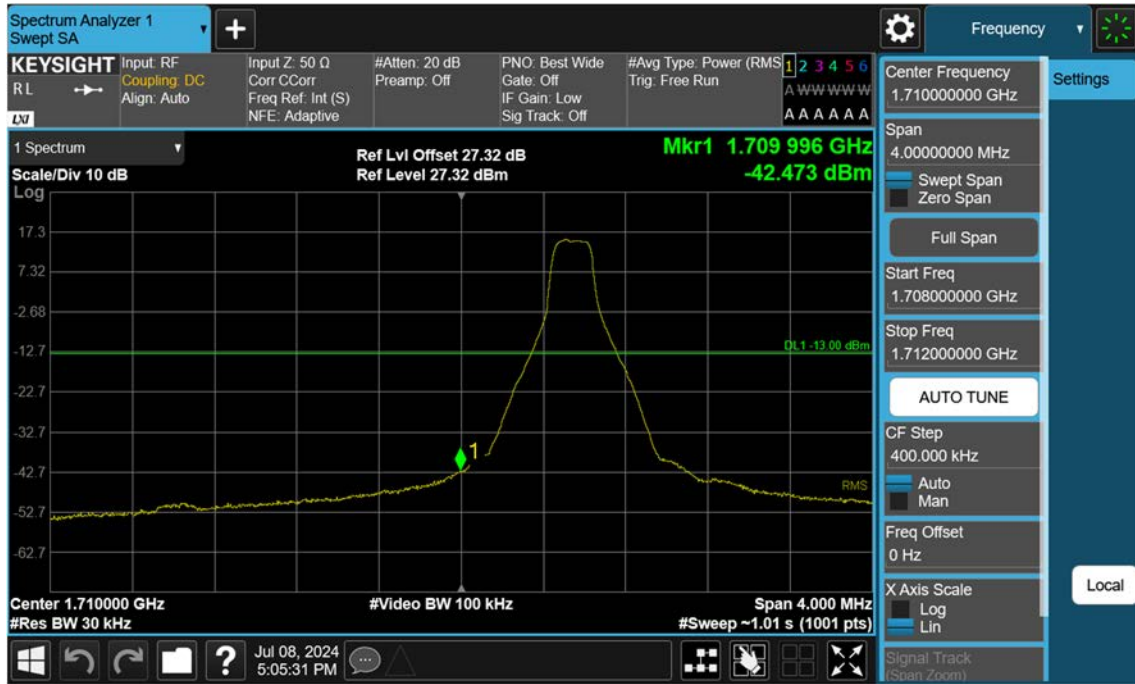 Spectrum Analyzer 1
Swept SA
+
Frequency
KEYSIGHT
R L
LXI
Input: RF
Coupling: DC
Align: Auto
Input Z: 50 Ω
Corr CCorr
Freq Ref: Int (S)
NFE: Adaptive
#Atten: 20 dB
Preamp: Off
PNO: Best Wide
Gate: Off
IF Gain: Low
Sig Track: Off
#Avg Type: Power (RMS
Trig: Free Run
1 2 3 4 5 6
A W W W W W
A A A A A A
1 Spectrum
Scale/Div 10 dB
Log
Ref Lvl Offset 27.32 dB
Ref Level 27.32 dBm
Mkr1 1.709 996 GHz
-42.473 dBm
17.3
7.32
-2.68
-12.7
-22.7
-32.7
-42.7
-52.7
-62.7
DL1 -13.00 dBm
1
RMS
Center 1.710000 GHz
#Res BW 30 kHz
#Video BW 100 kHz
Span 4.000 MHz
#Sweep ~1.01 s (1001 pts)
Center Frequency
1.710000000 GHz
Settings
Span
4.00000000 MHz
Swept Span
Zero Span
Full Span
Start Freq
1.708000000 GHz
Stop Freq
1.712000000 GHz
AUTO TUNE
CF Step
400.000 kHz
Auto
Man
Freq Offset
0 Hz
X Axis Scale
Log
Lin
Local
Signal Track
(Span Zoom)
?
Jul 08, 2024
5:05:31 PM